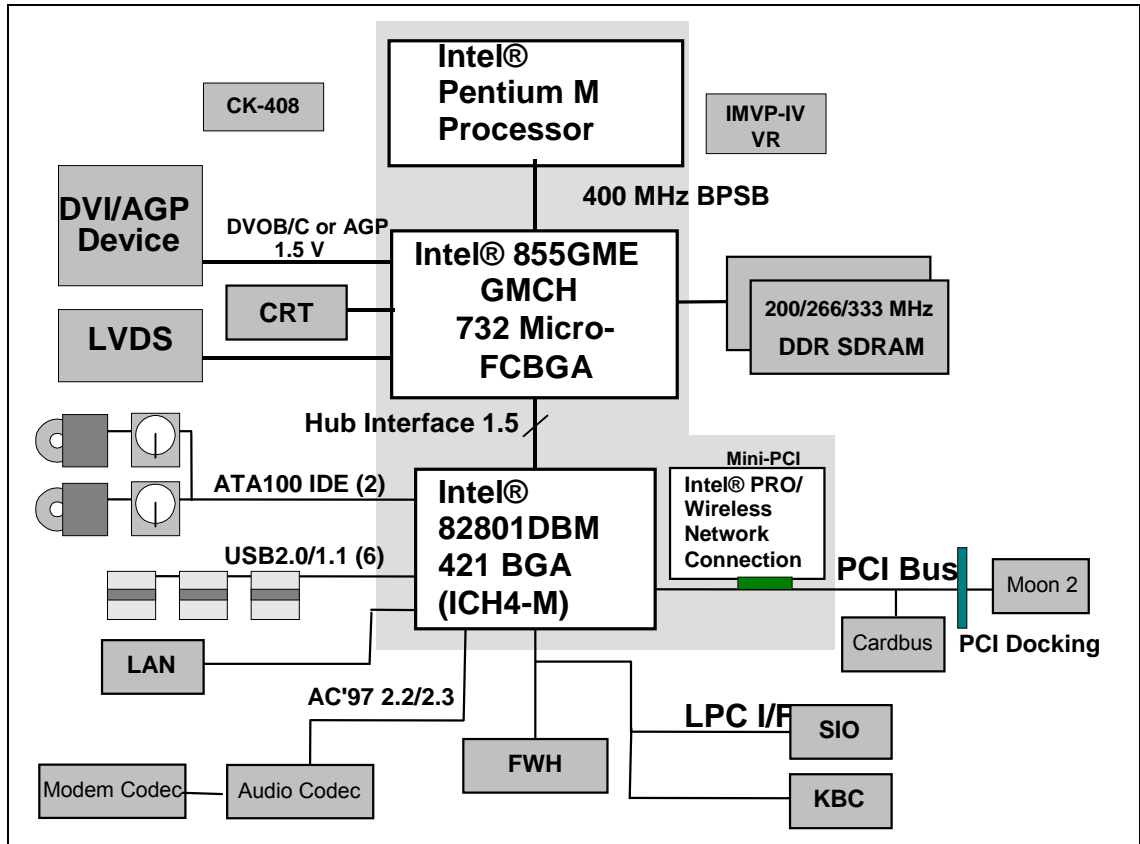 Intel®
Pentium M
Processor
CK-408
IMVP-IV
VR
400 MHz BPSB
DVI/AGP
Device
DVOB/C or AGP
1.5 V
Intel® 855GME
GMCH
732 Micro-
FCBGA
CRT
LVDS
200/266/333 MHz
DDR SDRAM
Hub Interface 1.5
ATA100 IDE (2)
Intel®
82801DBM
421 BGA
(ICH4-M)
Mini-PCI
Intel® PRO/
Wireless
Network
Connection
USB2.0/1.1 (6)
PCI Bus
Moon 2
Cardbus
PCI Docking
LAN
AC'97 2.2/2.3
LPC I/F
SIO
FWH
KBC
Modem Codec
Audio Codec